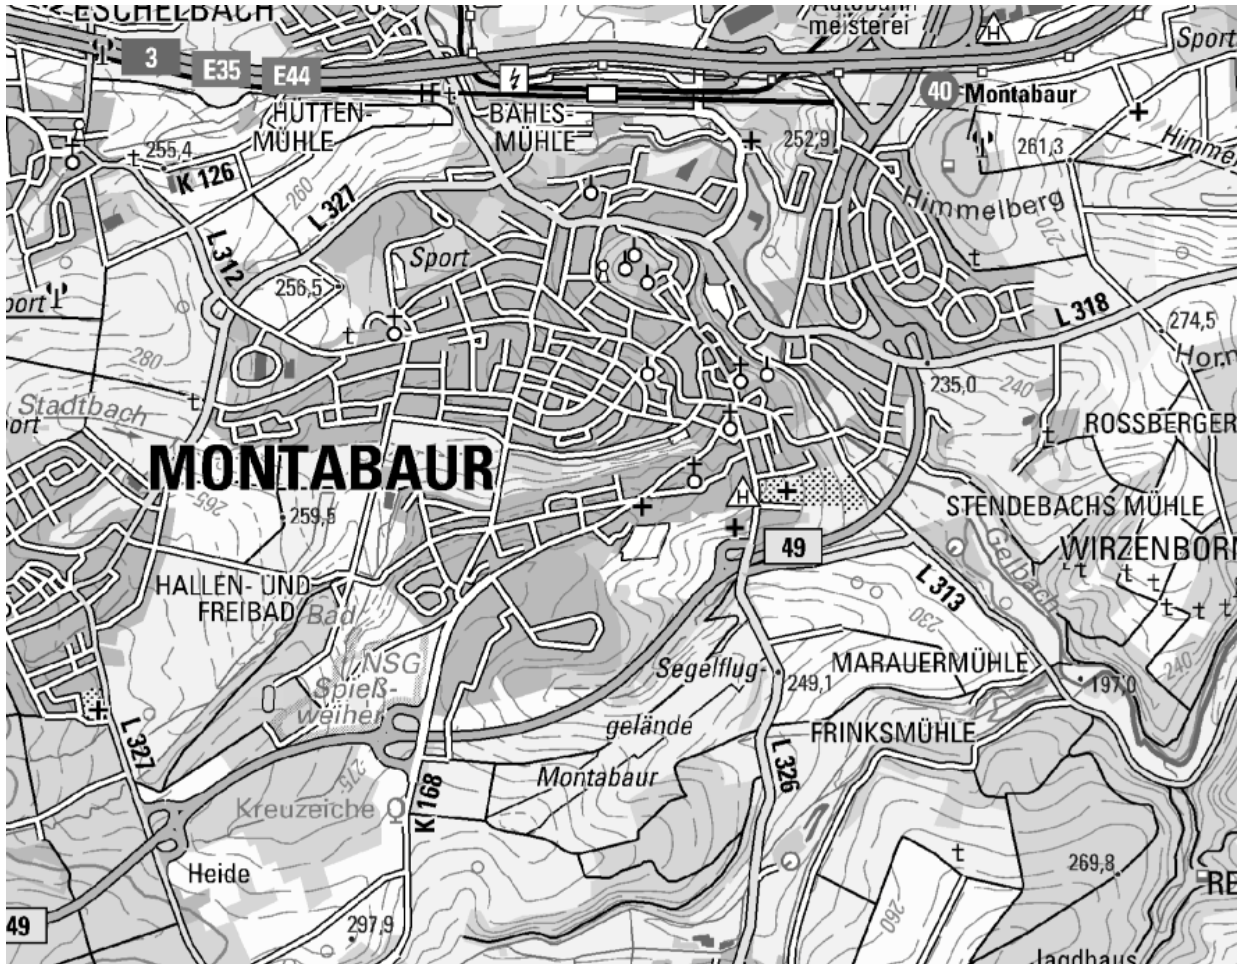 ESCHELBACH
Autobahn-
meisterei
H
Sport
3
E35
E44
40
Montabaur
HÜTTEN-
MÜHLE
BAHLS-
MÜHLE
255,4
252,9
261,3
K 126
260
L 327
Himmelberg
270
L 312
Sport
256,5
L 318
274,5
280
235,0
240
Stadtbach
ROSSBERGER
MONTABAUR
265
259,5
H
STENDEBACHS MÜHLE
49
Gelbach
WIRZENBORN
HALLEN- UND
FREIBAD
Bad
L 313
230
NSG
Spieß-
weiher
Segelflug-
249,1
MARAUERMÜHLE
197,0
240
gelände
FRINKSMÜHLE
L 327
Montabaur
L 326
275
Kreuzeiche
K 168
Heide
269,8
49
297,9
260
Jagdhaus